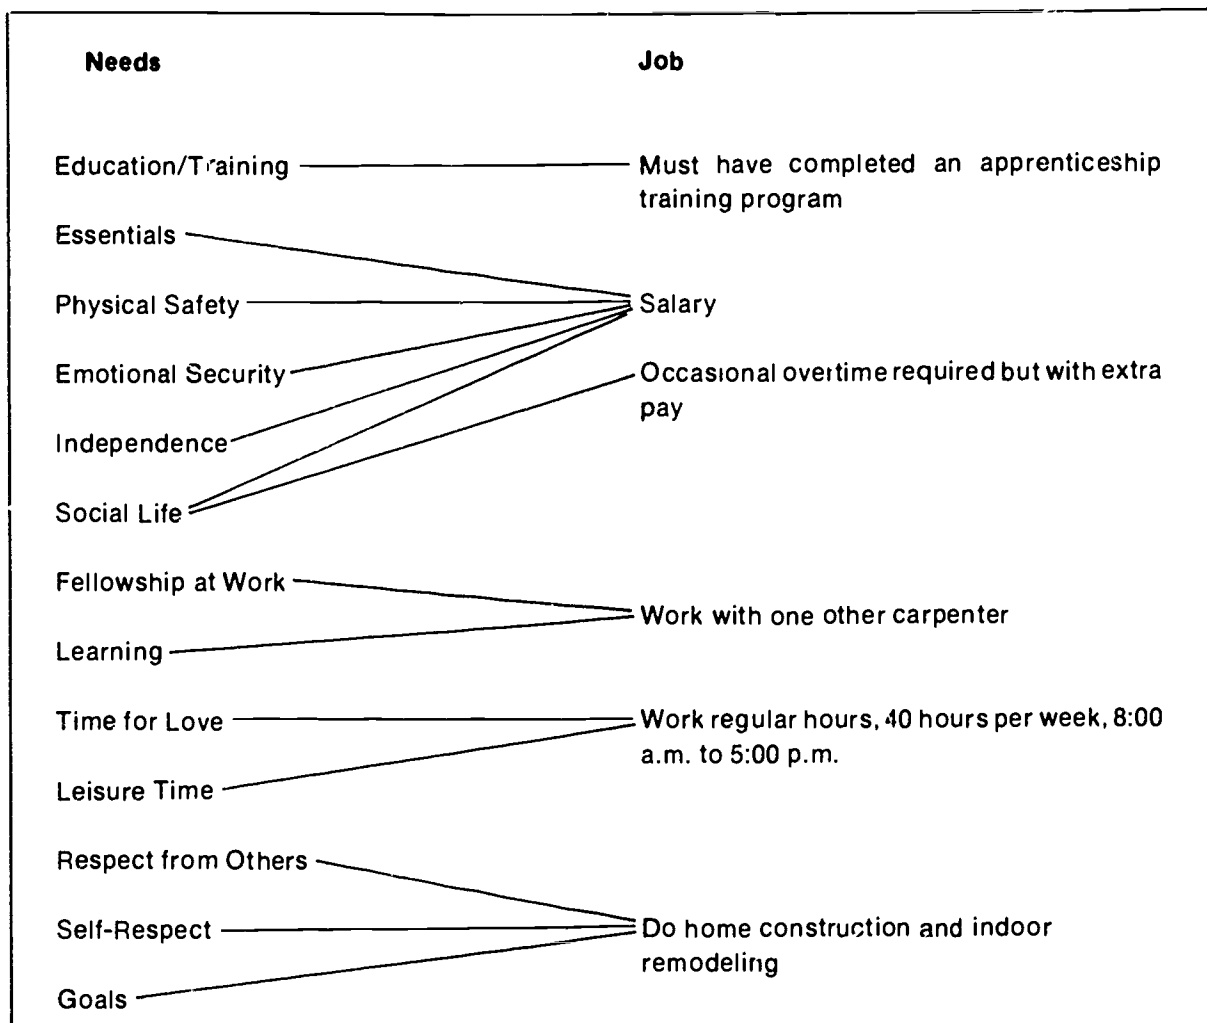 Needs Job
Education/Training Must have completed an apprenticeship
training program
Essentials
Physical Safety Salary
Emotional Security Occasional overtime required but with extra
pay
Independence
Social Life
Fellowship at Work
Work with one other carpenter
Learning
Time for Love Work regular hours, 40 hours per week, 8:00
a.m. to 5:00 p.m.
Leisure Time
Respect from Others
Self-Respect Do home construction and indoor
remodeling
Goals